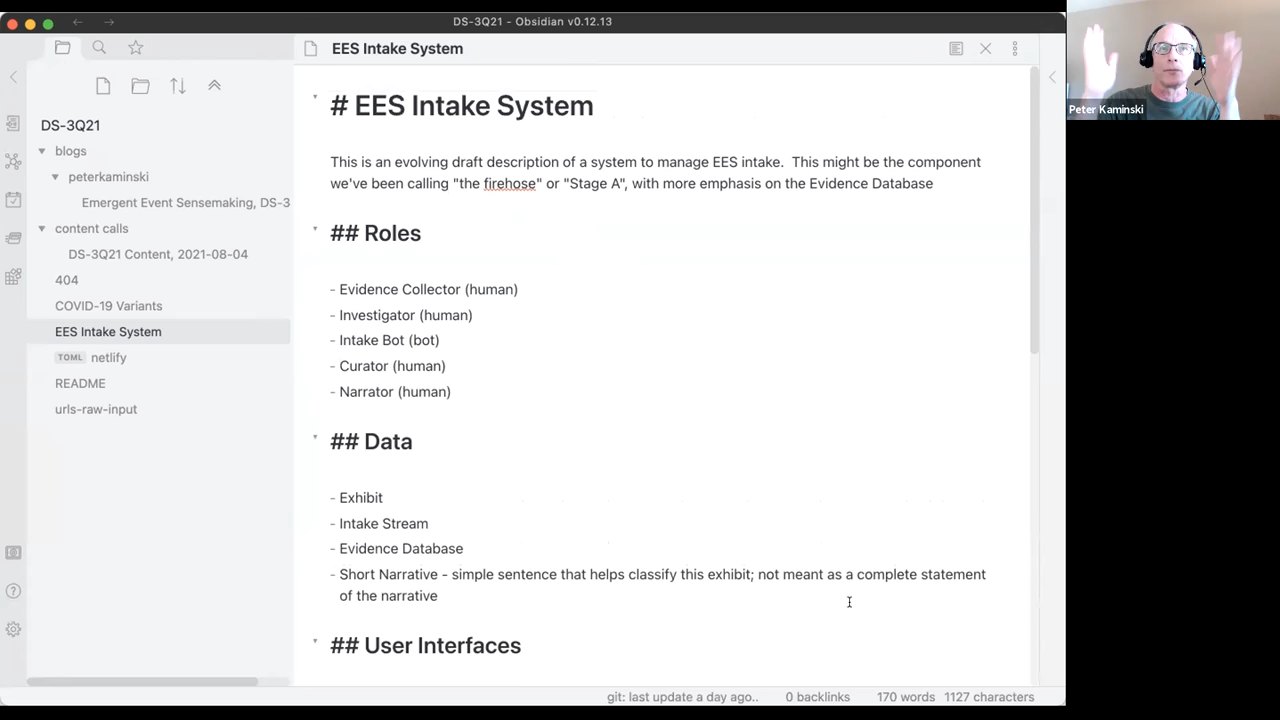 DS-3Q21 - Obsidian v0.12.13
EES Intake System
DS-3Q21
blogs
peterkaminski
Emergent Event Sensemaking, DS-3
content calls
DS-3Q21 Content, 2021-08-04
404
COVID-19 Variants
EES Intake System
TOML netlify
README
urls-raw-input
# EES Intake System
This is an evolving draft description of a system to manage EES intake.  This might be the component
we've been calling "the firehose" or "Stage A", with more emphasis on the Evidence Database
## Roles
- Evidence Collector (human)
- Investigator (human)
- Intake Bot (bot)
- Curator (human)
- Narrator (human)
## Data
- Exhibit
- Intake Stream
- Evidence Database
- Short Narrative - simple sentence that helps classify this exhibit; not meant as a complete statement
of the narrative
## User Interfaces
git: last update a day ago.. 0 backlinks 170 words 1127 characters
Peter Kaminski